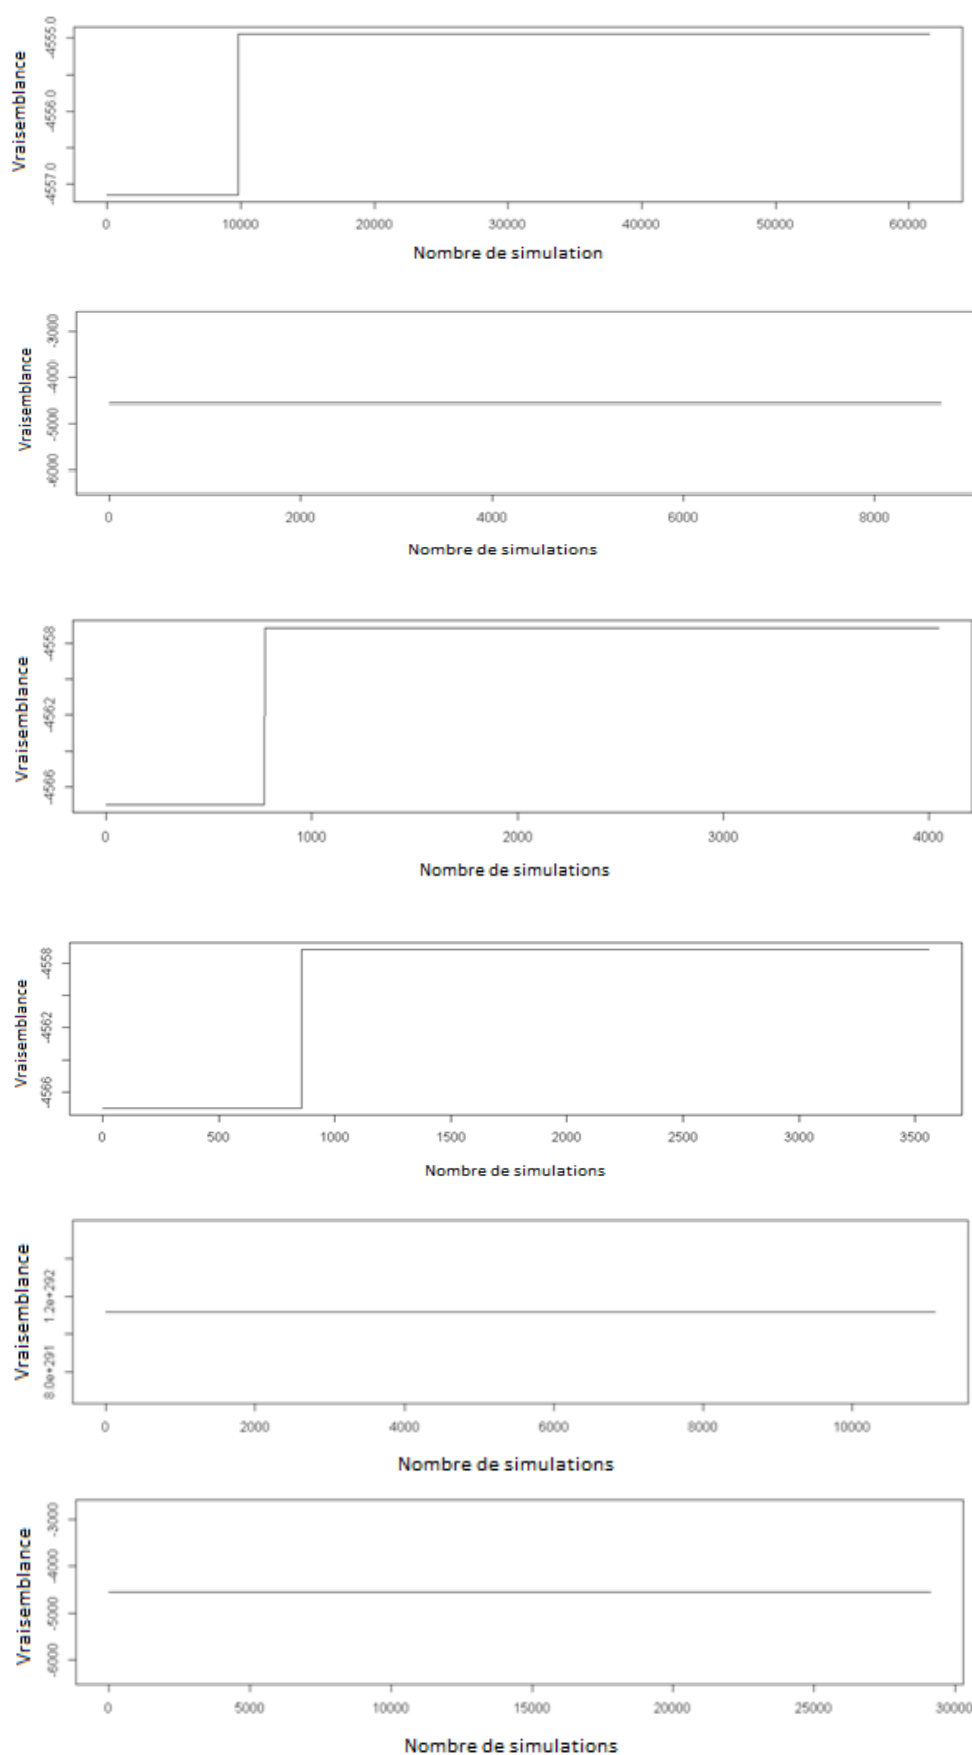 Vraisemblance
-4555.0
-4556.0
-4557.0
0 10000 20000 30000 40000 50000 60000
Nombre de simulation
Vraisemblance
-3000
-4000
-5000
-6000
0 2000 4000 6000 8000
Nombre de simulations
Vraisemblance
-4558
-4562
-4566
0 1000 2000 3000 4000
Nombre de simulations
Vraisemblance
-4558
-4562
-4566
0 500 1000 1500 2000 2500 3000 3500
Nombre de simulations
Vraisemblance
1.2e+292
8.0e+291
0 2000 4000 6000 8000 10000
Nombre de simulations
Vraisemblance
-3000
-4000
-5000
-6000
0 5000 10000 15000 20000 25000 30000
Nombre de simulations